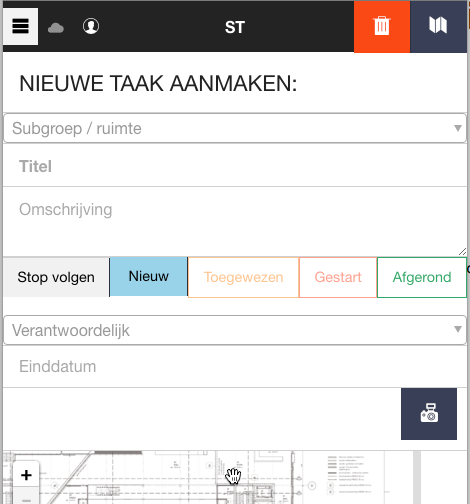 ST
NIEUWE TAAK AANMAKEN:
Subgroep / ruimte
Titel
Omschrijving
Stop volgen Nieuw Toegewezen Gestart Afgerond
Verantwoordelijk
Einddatum
+